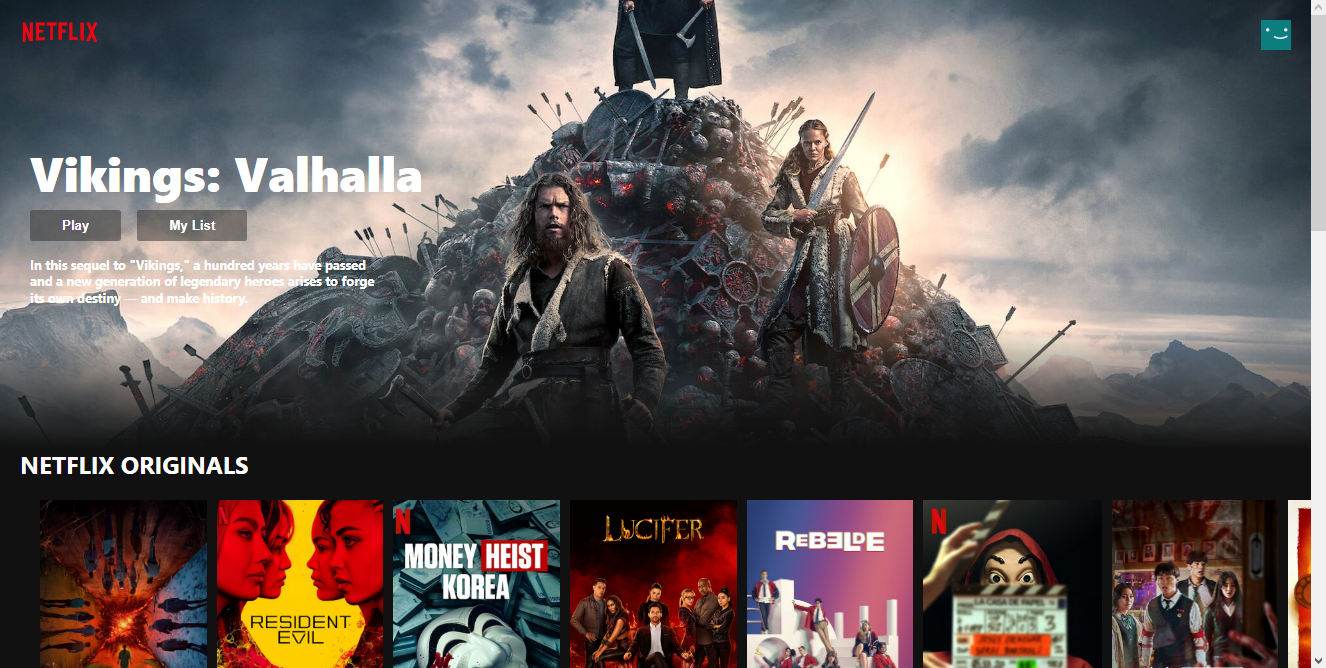 NETFLIX
Vikings: Valhalla
Play
My List
In this sequel to "Vikings," a hundred years have passed
and a new generation of legendary heroes arises to forge
its own destiny — and make history.
NETFLIX ORIGINALS
RESIDENT
EVIL
N
MONEY HEIST
KOREA
LUCIFER
REBELDE
N
LA CASA DE PAPEL
3